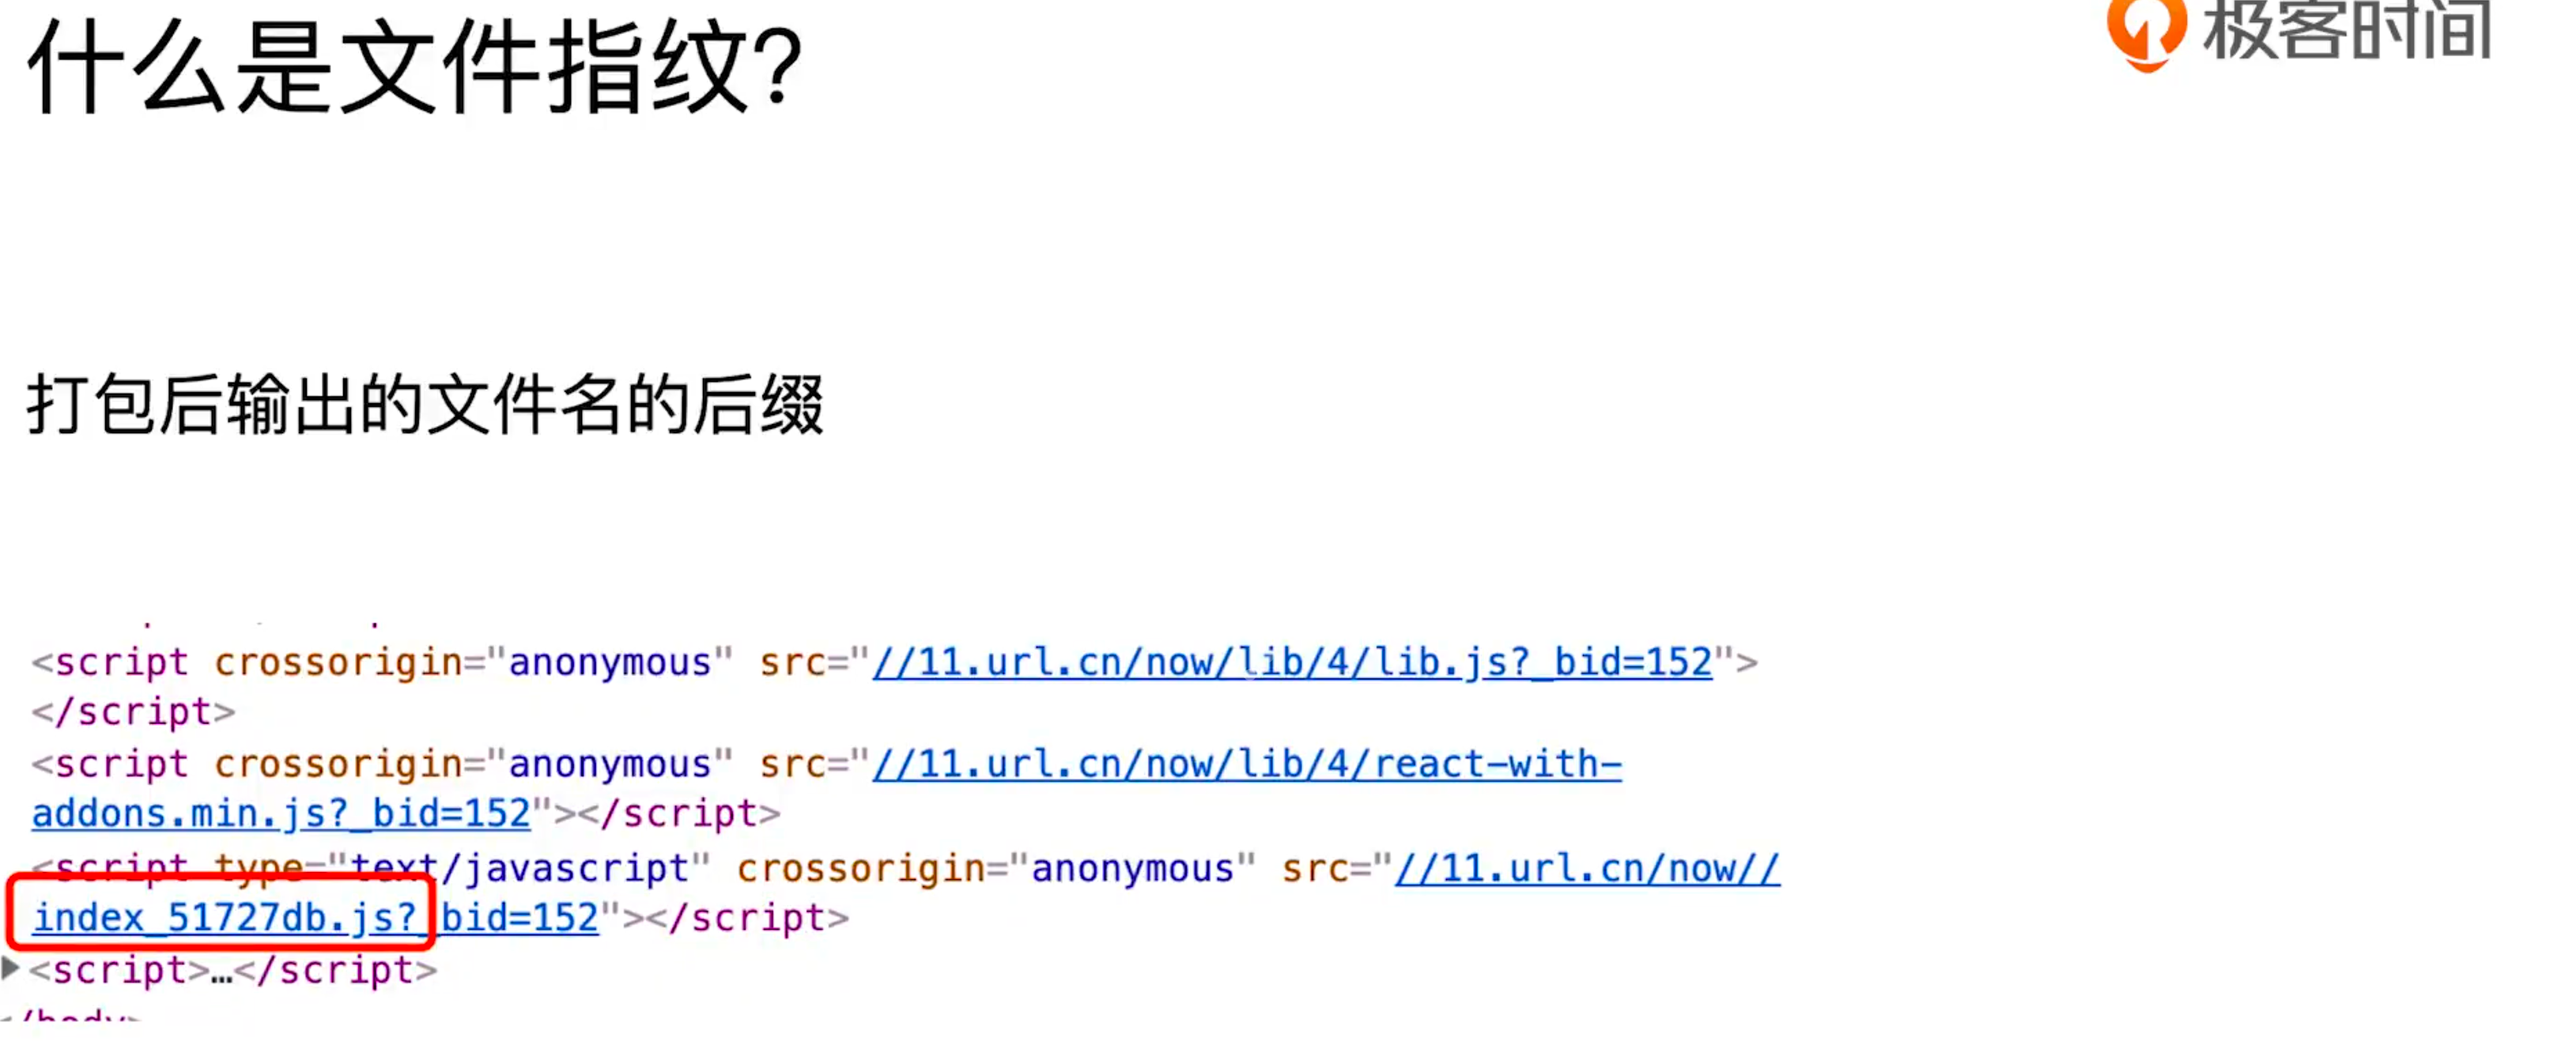 什么是文件指纹?
极客时间
打包后输出的文件名的后缀
<script crossorigin="anonymous" src="//11.url.cn/now/lib/4/lib.js?_bid=152">
</script>
<script crossorigin="anonymous" src="//11.url.cn/now/lib/4/react-with-
addons.min.js?_bid=152"></script>
<script type="text/javascript" crossorigin="anonymous" src="//11.url.cn/now//
index_51727db.js?_bid=152"></script>
▶<script>…</script>